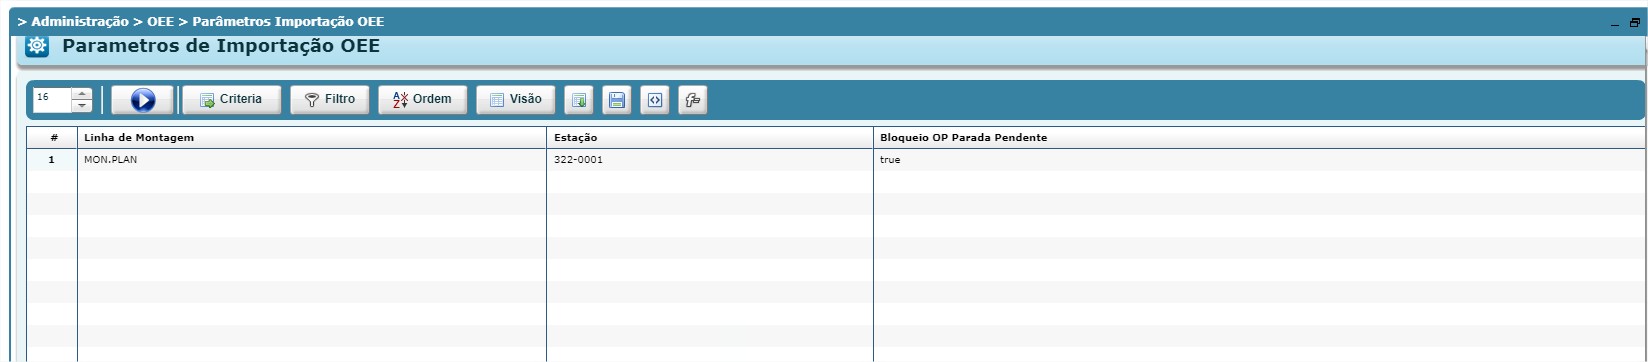 > Administração > OEE > Parâmetros Importação OEE
Parametros de Importação OEE
16 Criteria Filtro Ordem Visão
# Linha de Montagem Estação Bloqueio OP Parada Pendente
1 MON.PLAN 322-0001 true